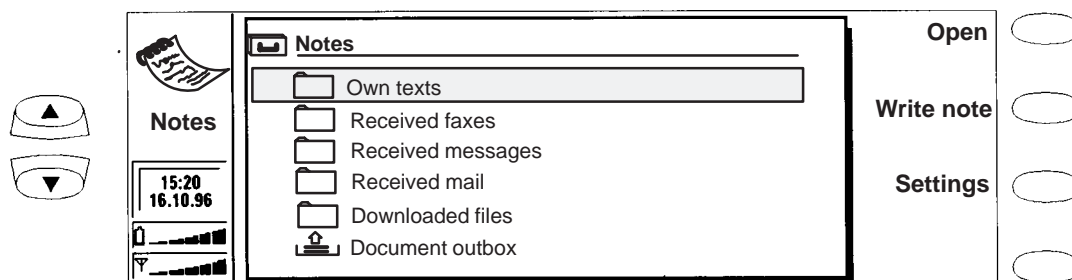 Notes
15:20
16.10.96
Notes
Own texts
Received faxes
Received messages
Received mail
Downloaded files
Document outbox
Open
Write note
Settings